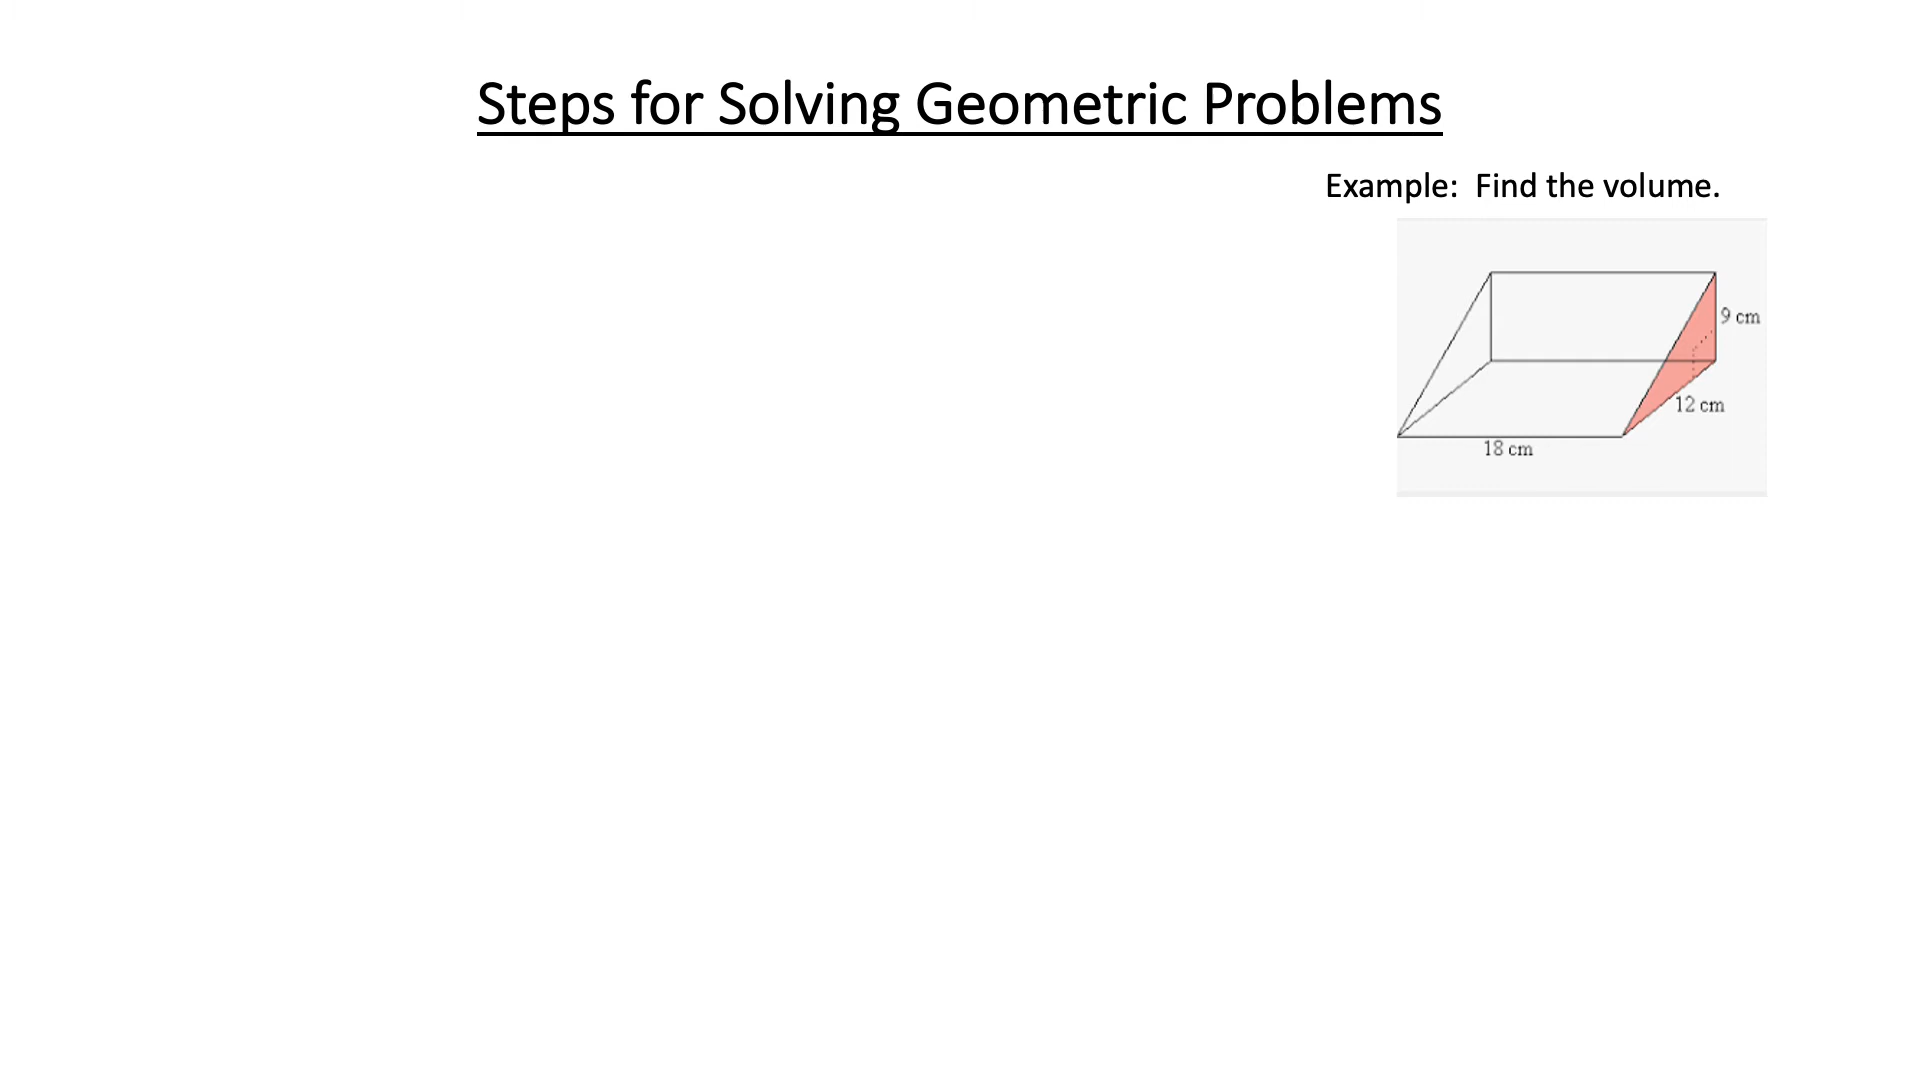 Steps for Solving Geometric Problems
Example:  Find the volume.
9 cm
12 cm
18 cm